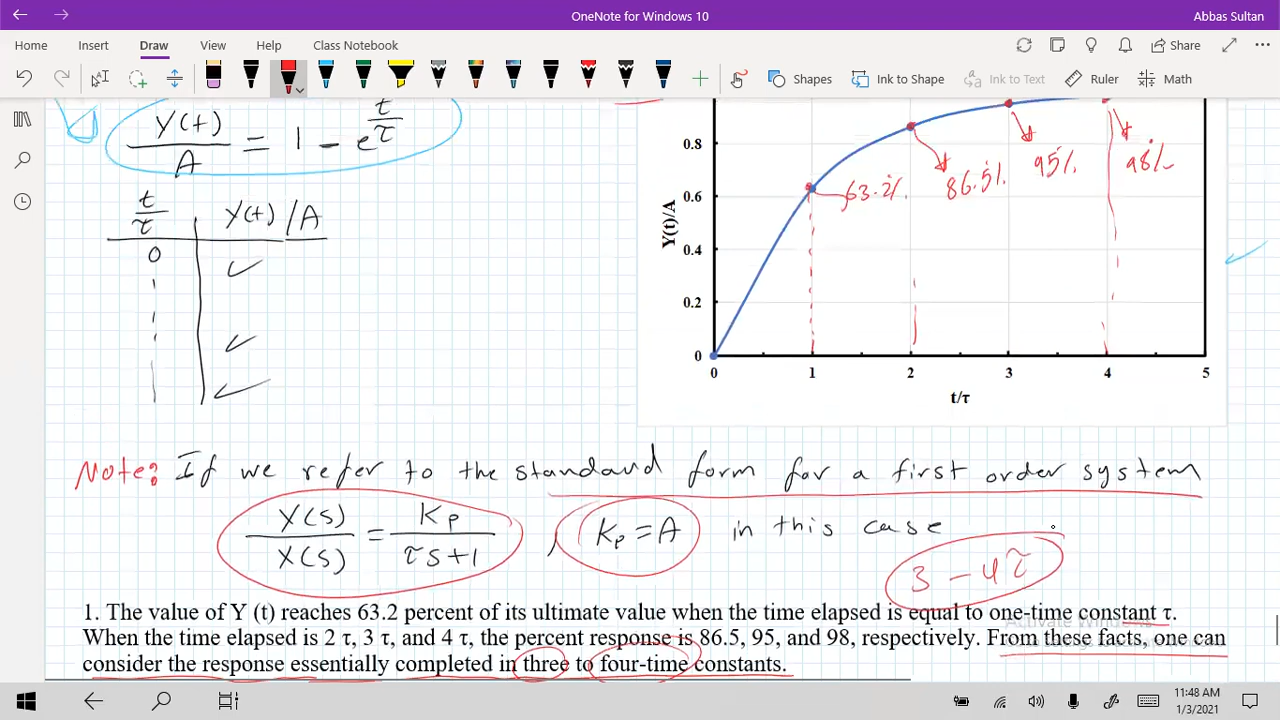 OneNote for Windows 10
Abbas Sultan
Home Insert Draw View Help Class Notebook Share
Shapes Ink to Shape Ink to Text Ruler Math
Y(t)/A = 1 - e^t/τ
t/τ Y(t)/A
0
Y(t)/A
0.8
0.6
0.4
0.2
0
63.2%
86.5%
95%
98%
0 1 2 3 4 5
t/τ
Note: If we refer to the standard form for a first order system
Y(s)/X(s) = Kp/τs+1 , Kp = A in this case
3 - 4τ
1. The value of Y (t) reaches 63.2 percent of its ultimate value when the time elapsed is equal to one-time constant τ.
When the time elapsed is 2 τ, 3 τ, and 4 τ, the percent response is 86.5, 95, and 98, respectively. From these facts, one can
consider the response essentially completed in three to four-time constants.
Activate Windows
11:48 AM
1/3/2021